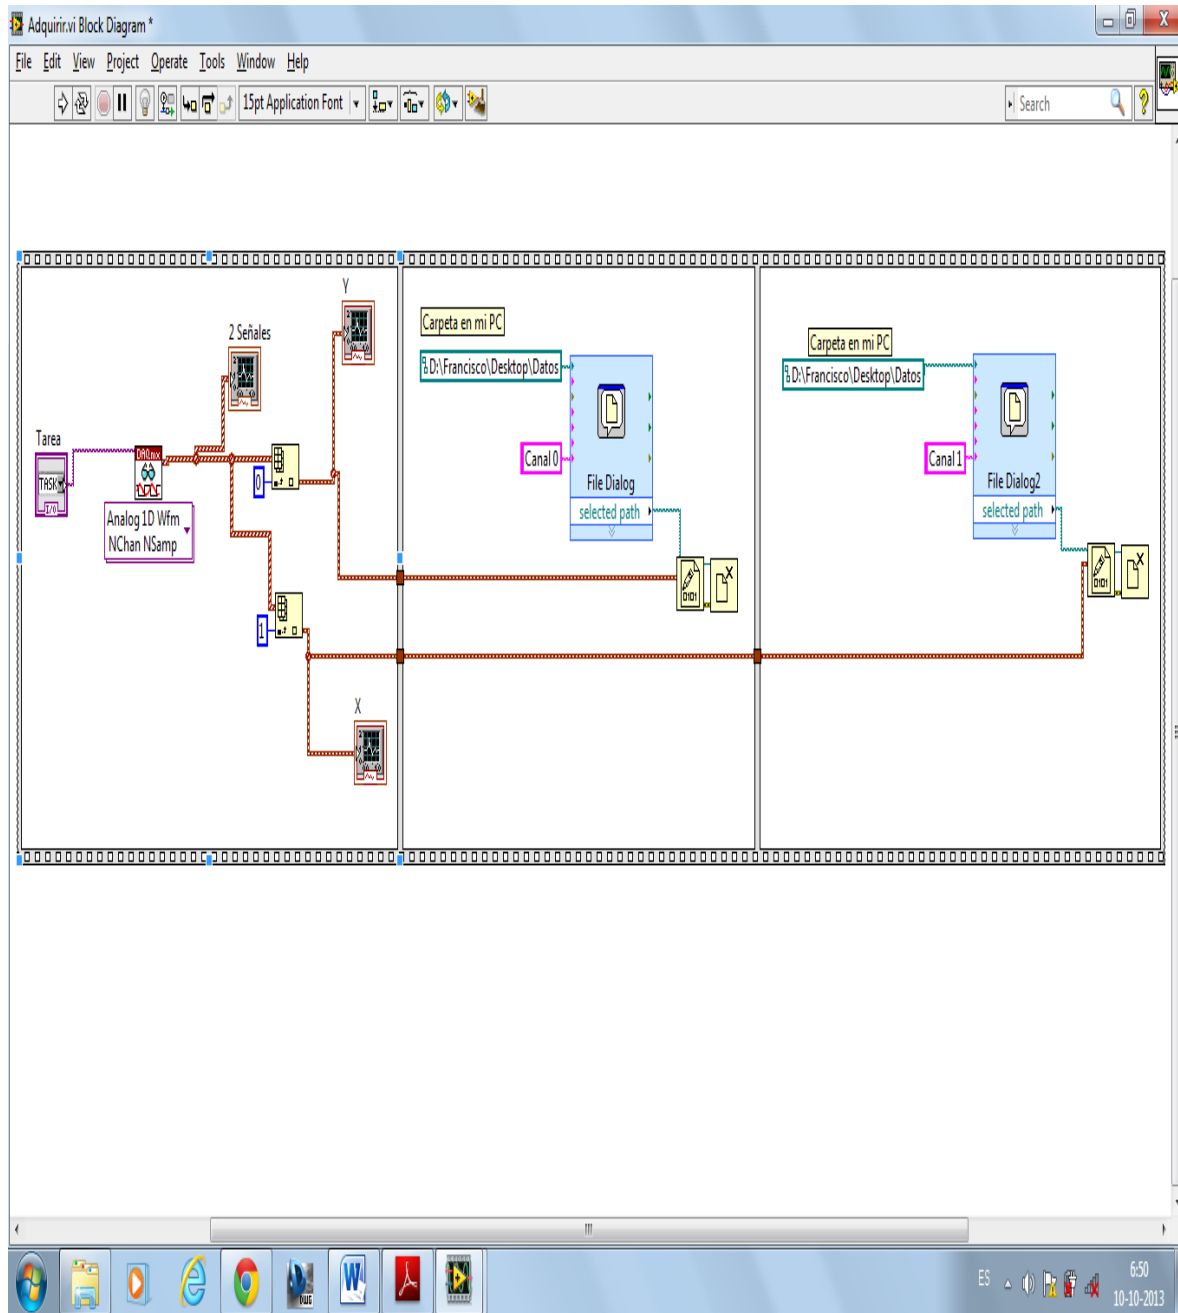 Adquirir.vi Block Diagram *
File Edit View Project Operate Tools Window Help
15pt Application Font
Search
Y
2 Señales
Carpeta en mi PC
Carpeta en mi PC
D:\Francisco\Desktop\Datos
D:\Francisco\Desktop\Datos
Tarea
DAQmx
TASK
I/O
0
Canal 0
Canal 1
File Dialog
File Dialog2
selected path
selected path
Analog 1D Wfm
NChan NSamp
0101
0101
1
X
DWG
W
ES
6:50
10-10-2013